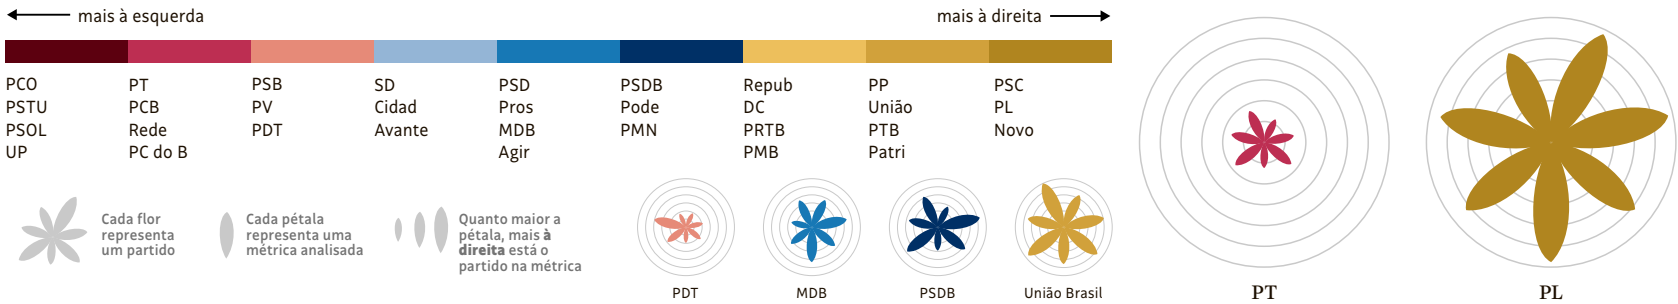 mais à esquerda
mais à direita
PCO
PSTU
PSOL
UP
PT
PCB
Rede
PC do B
PSB
PV
PDT
SD
Cidad
Avante
PSD
Pros
MDB
Agir
PSDB
Pode
PMN
Repub
DC
PRTB
PMB
PP
União
PTB
Patri
PSC
PL
Novo
Cada flor
representa
um partido
Cada pétala
representa uma
métrica analisada
Quanto maior a
pétala, mais à
direita está o
partido na métrica
PDT
MDB
PSDB
União Brasil
PT
PL